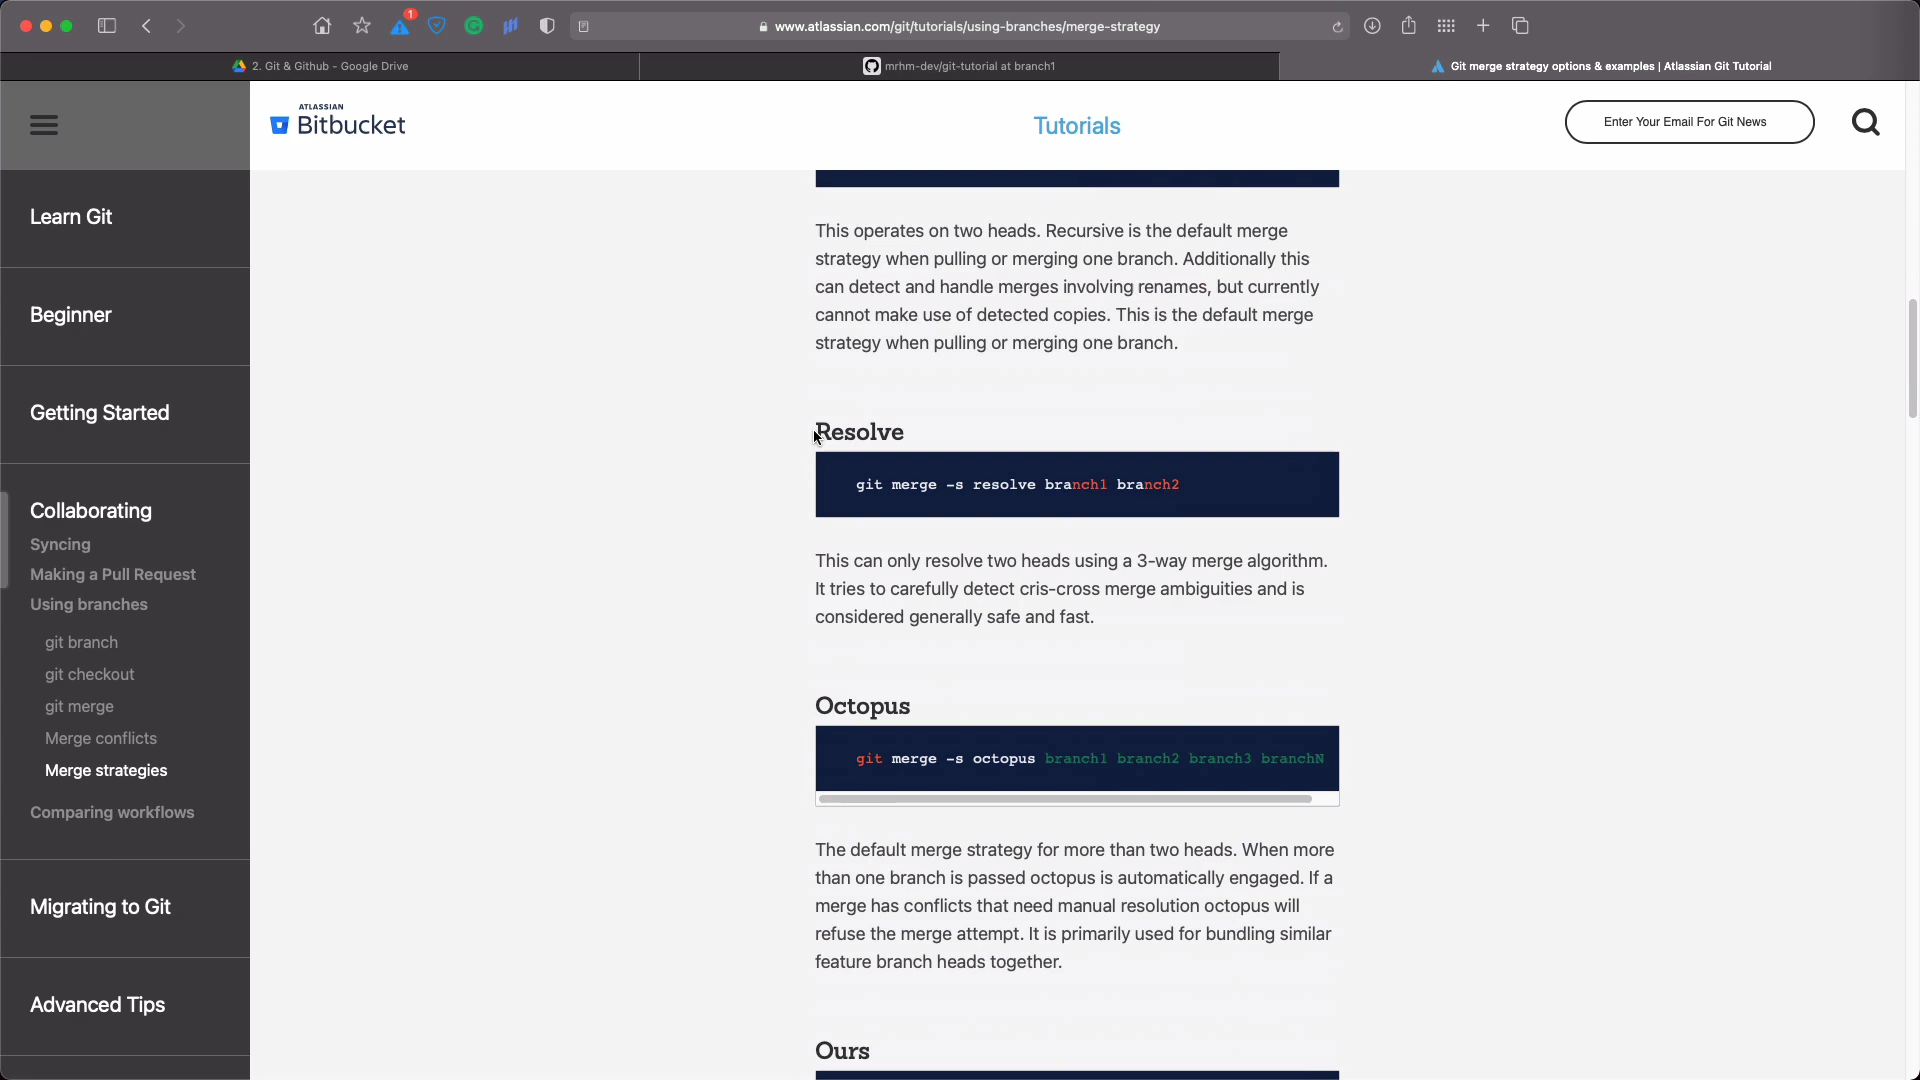 1
www.atlassian.com/git/tutorials/using-branches/merge-strategy
2. Git & Github - Google Drive
mrhm-dev/git-tutorial at branch1
Git merge strategy options & examples | Atlassian Git Tutorial
ATLASSIAN
Bitbucket
Tutorials
Enter Your Email For Git News
Learn Git
Beginner
Getting Started
Collaborating
Syncing
Making a Pull Request
Using branches
git branch
git checkout
git merge
Merge conflicts
Merge strategies
Comparing workflows
Migrating to Git
Advanced Tips
This operates on two heads. Recursive is the default merge
strategy when pulling or merging one branch. Additionally this
can detect and handle merges involving renames, but currently
cannot make use of detected copies. This is the default merge
strategy when pulling or merging one branch.
Resolve
git merge -s resolve branch1 branch2
This can only resolve two heads using a 3-way merge algorithm.
It tries to carefully detect cris-cross merge ambiguities and is
considered generally safe and fast.
Octopus
git merge -s octopus branch1 branch2 branch3 branchN
The default merge strategy for more than two heads. When more
than one branch is passed octopus is automatically engaged. If a
merge has conflicts that need manual resolution octopus will
refuse the merge attempt. It is primarily used for bundling similar
feature branch heads together.
Ours